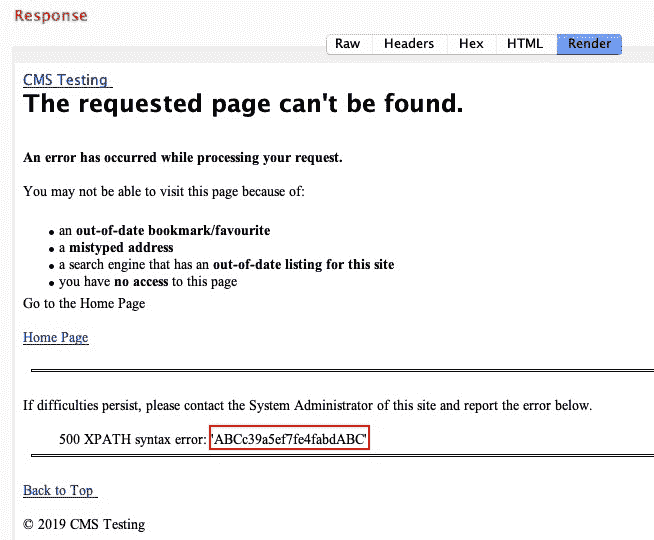 Response
Raw Headers Hex HTML Render
CMS Testing
The requested page can't be found.
An error has occurred while processing your request.
You may not be able to visit this page because of:
• an out-of-date bookmark/favourite
• a mistyped address
• a search engine that has an out-of-date listing for this site
• you have no access to this page
Go to the Home Page
Home Page
If difficulties persist, please contact the System Administrator of this site and report the error below.
500 XPATH syntax error: 'ABCc39a5ef7fe4fabdABC'
Back to Top
© 2019 CMS Testing